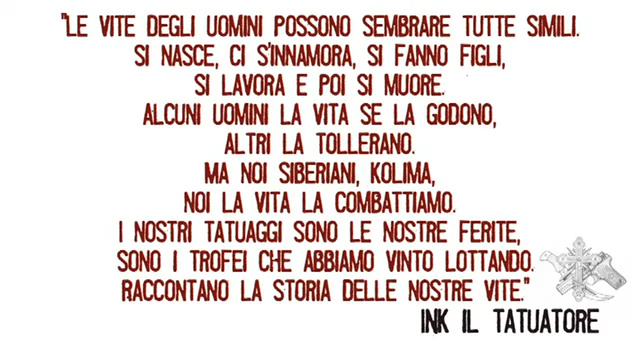 "LE VITE DEGLI UOMINI POSSONO SEMBRARE TUTTE SIMILI.
SI NASCE, CI S'INNAMORA, SI FANNO FIGLI,
SI LAVORA E POI SI MUORE.
ALCUNI UOMINI LA VITA SE LA GODONO,
ALTRI LA TOLLERANO.
MA NOI SIBERIANI, KOLIMA,
NOI LA VITA LA COMBATTIAMO.
I NOSTRI TATUAGGI SONO LE NOSTRE FERITE,
SONO I TROFEI CHE ABBIAMO VINTO LOTTANDO.
RACCONTANO LA STORIA DELLE NOSTRE VITE."
INK IL TATUATORE